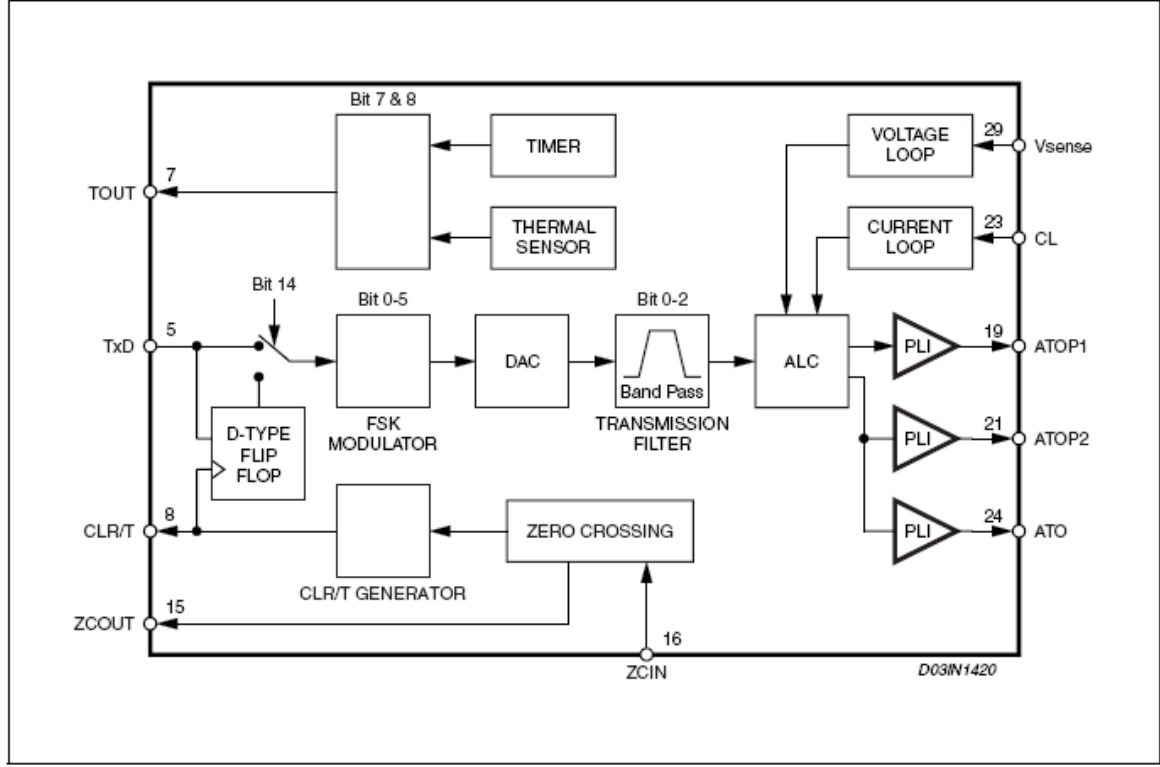 Bit 7 & 8
TIMER
VOLTAGE
LOOP
29
Vsense
7
TOUT
THERMAL
SENSOR
CURRENT
LOOP
23
CL
Bit 14
Bit 0-5
Bit 0-2
5
TxD
DAC
Band Pass
ALC
PLI
19
ATOP1
FSK
MODULATOR
TRANSMISSION
FILTER
D-TYPE
FLIP
FLOP
PLI
21
ATOP2
8
CLR/T
ZERO CROSSING
PLI
24
ATO
CLR/T GENERATOR
15
ZCOUT
16
ZCIN
D03IN1420